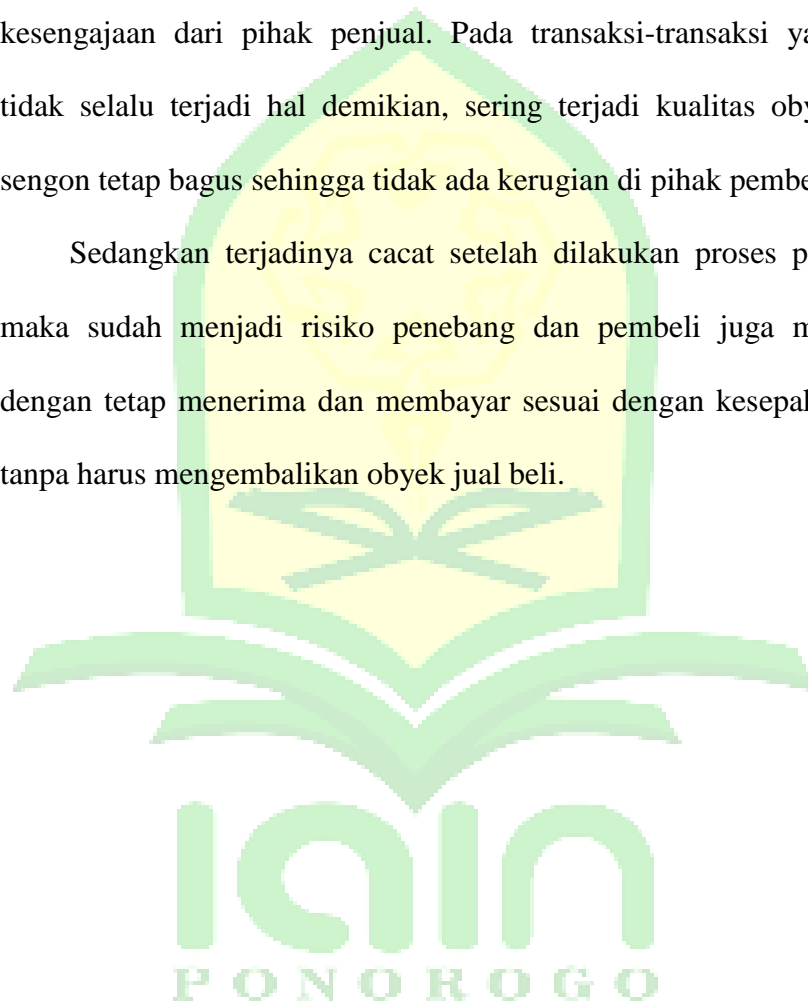 kesengajaan dari pihak penjual. Pada transaksi-transaksi
tidak selalu terjadi hal demikian, sering terjadi kualitas
sengon tetap bagus sehingga tidak ada kerugian di pihak
Sedangkan terjadinya cacat setelah dilakukan proses
maka sudah menjadi risiko penebang dan pembeli juga
dengan tetap menerima dan membayar sesuai dengan
tanpa harus mengembalikan obyek jual beli.
iain
PONOROGO